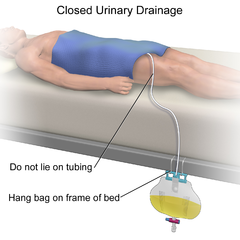 Closed Urinary Drainage
Do not lie on tubing
Hang bag on frame of bed